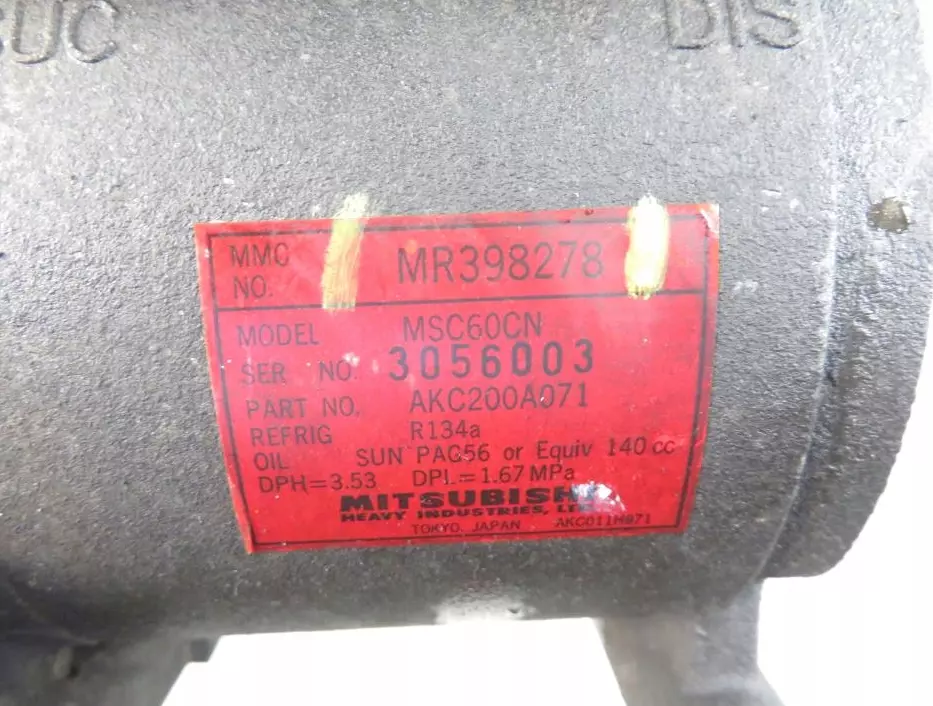 SUC DIS
MMC NO. MR398278
MODEL MSC60CN
SER NO. 3056003
PART NO. AKC200A071
REFRIG R134a
OIL SUN PAG56 or Equiv 140 cc
DPH=3.53 DPL=1.67 MPa
MITSUBISHI
HEAVY INDUSTRIES, LTD.
TOKYO, JAPAN